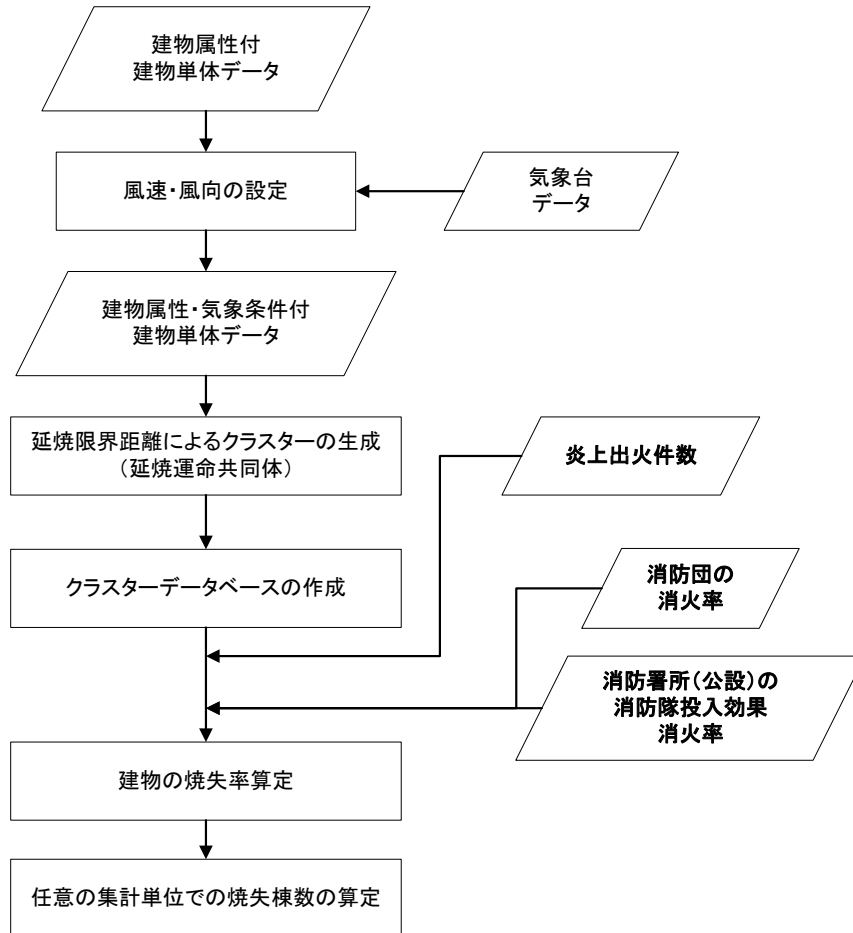 建物属性付
建物単体データ
風速・風向の設定
気象台
データ
建物属性・気象条件付
建物単体データ
延焼限界距離によるクラスターの生成
（延焼運命共同体）
炎上出火件数
クラスターデータベースの作成
消防団の
消火率
消防署所（公設）の
消防隊投入効果
消火率
建物の焼失率算定
任意の集計単位での焼失棟数の算定